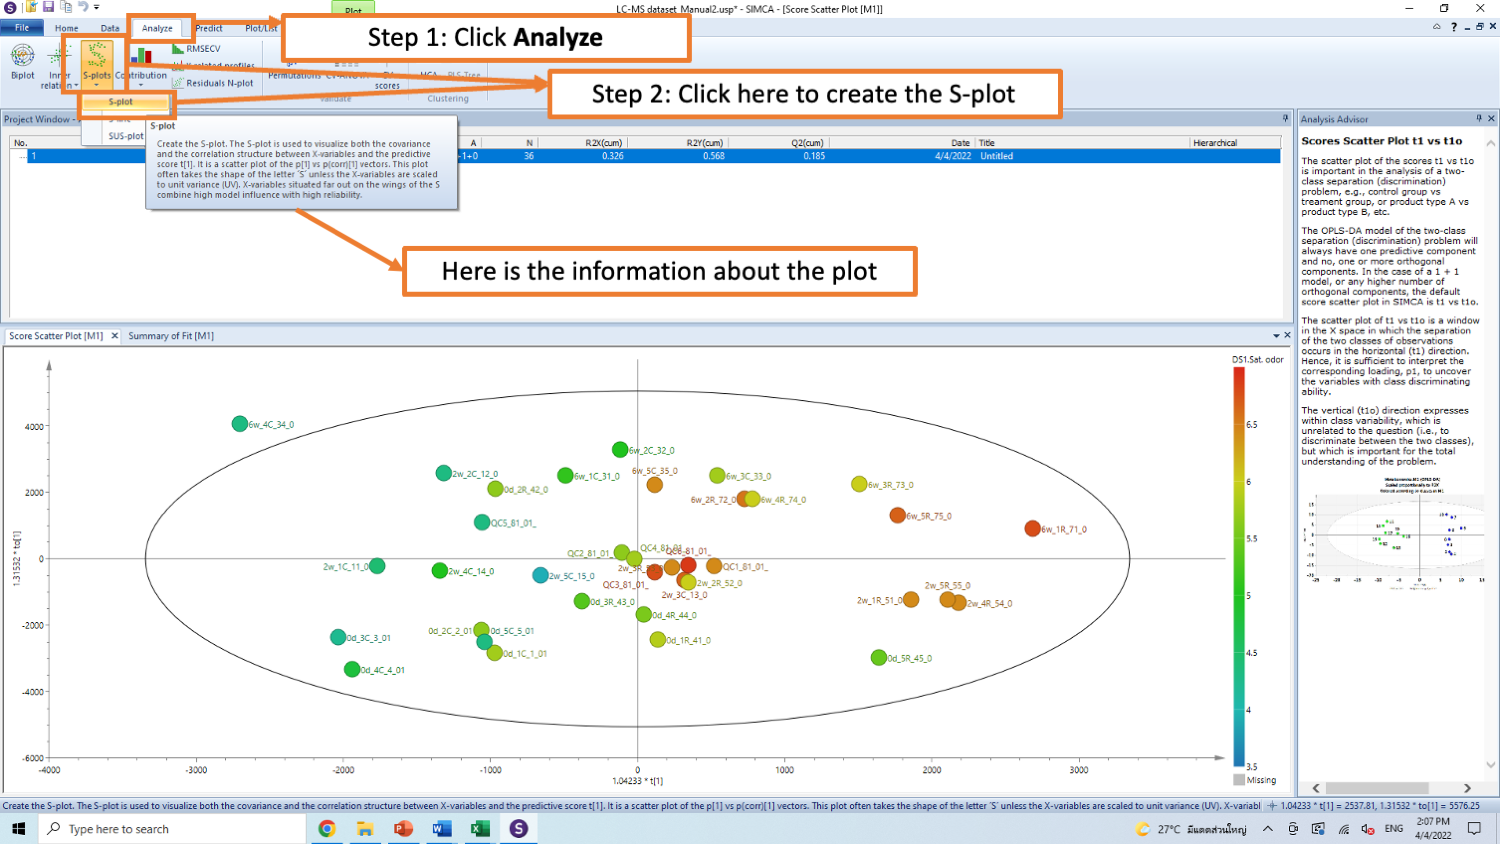 Plot
LC-MS dataset_Manual2.usp* - SIMCA - [Score Scatter Plot [M1]]
File Home Data Analyze Predict Plot/List
Step 1: Click Analyze
Biplot
Inner
relation
S-plots
Contribution
RMSECV
Residuals N-plot
Permutations
scores
Validate
PLS-Tree
Clustering
Step 2: Click here to create the S-plot
S-plot
SUS-plot
S-plot
Create the S-plot. The S-plot is used to visualize both the covariance
and the correlation structure between X-variables and the predictive
score t[1]. It is a scatter plot of the p[1] vs p(corr)[1] vectors. This plot
often takes the shape of the letter ´S´ unless the X-variables are scaled
to unit variance (UV). X-variables situated far out on the wings of the S
combine high model influence with high reliability.
Project Window -
No. A N R2X(cum) R2Y(cum) Q2(cum) Date Title Hierarchical
1 1+0 36 0.326 0.568 0.185 4/4/2022 Untitled
Here is the information about the plot
Analysis Advisor
Scores Scatter Plot t1 vs t1o
The scatter plot of the scores t1 vs t1o
is important in the analysis of a two-
class separation (discrimination)
problem, e.g., control group vs
treament group, or product type A vs
product type B, etc.
The OPLS-DA model of the two-class
separation (discrimination) problem will
always have one predictive component
and no, one or more orthogonal
components. In the case of a 1 + 1
model, or any higher number of
orthogonal components, the default
score scatter plot in SIMCA is t1 vs t1o.
The scatter plot of t1 vs t1o is a window
in the X space in which the separation
of the two classes of observations
occurs in the horizontal (t1) direction.
Hence, it is sufficient to interpret the
corresponding loading, p1, to uncover
the variables with class discriminating
ability.
The vertical (t1o) direction expresses
within class variability, which is
unrelated to the question (i.e., to
discriminate between the two classes),
but which is important for the total
understanding of the problem.
Score Scatter Plot [M1] Summary of Fit [M1]
DS1.Sat. odor
6.5
6
5.5
5
4.5
4
3.5
Missing
1.31532 * to[1]
4000
2000
0
-2000
-4000
-6000
6w_4C_34_0
6w_2C_32_0
2w_2C_12_0
6w_1C_31_0
6w_5C_35_0
6w_3C_33_0
0d_2R_42_0
6w_3R_73_0
6w_2R_72_0
6w_4R_74_0
QC5_81_01_
6w_5R_75_0
6w_1R_71_0
QC2_81_01_
QC4_81_01_
QC6_81_01_
2w_1C_11_0
2w_4C_14_0
2w_5C_15_0
QC1_81_01_
QC3_81_01_
2w_2R_52_0
2w_3C_13_0
2w_5R_55_0
2w_1R_51_0
2w_4R_54_0
0d_3R_43_0
0d_4R_44_0
0d_3C_3_01
0d_2C_2_01
0d_5C_5_01
0d_1C_1_01
0d_1R_41_0
0d_5R_45_0
0d_4C_4_01
-4000 -3000 -2000 -1000 0 1000 2000 3000
1.04233 * t[1]
Create the S-plot. The S-plot is used to visualize both the covariance and the correlation structure between X-variables and the predictive score t[1]. It is a scatter plot of the p[1] vs p(corr)[1] vectors. This plot often takes the shape of the letter ´S´ unless the X-variables are scaled to unit variance (UV). X-variabl
1.04233 * t[1] = 2537.81, 1.31532 * to[1] = 5576.25
Type here to search
27°C มีแดดส่วนใหญ่
ENG
2:07 PM
4/4/2022